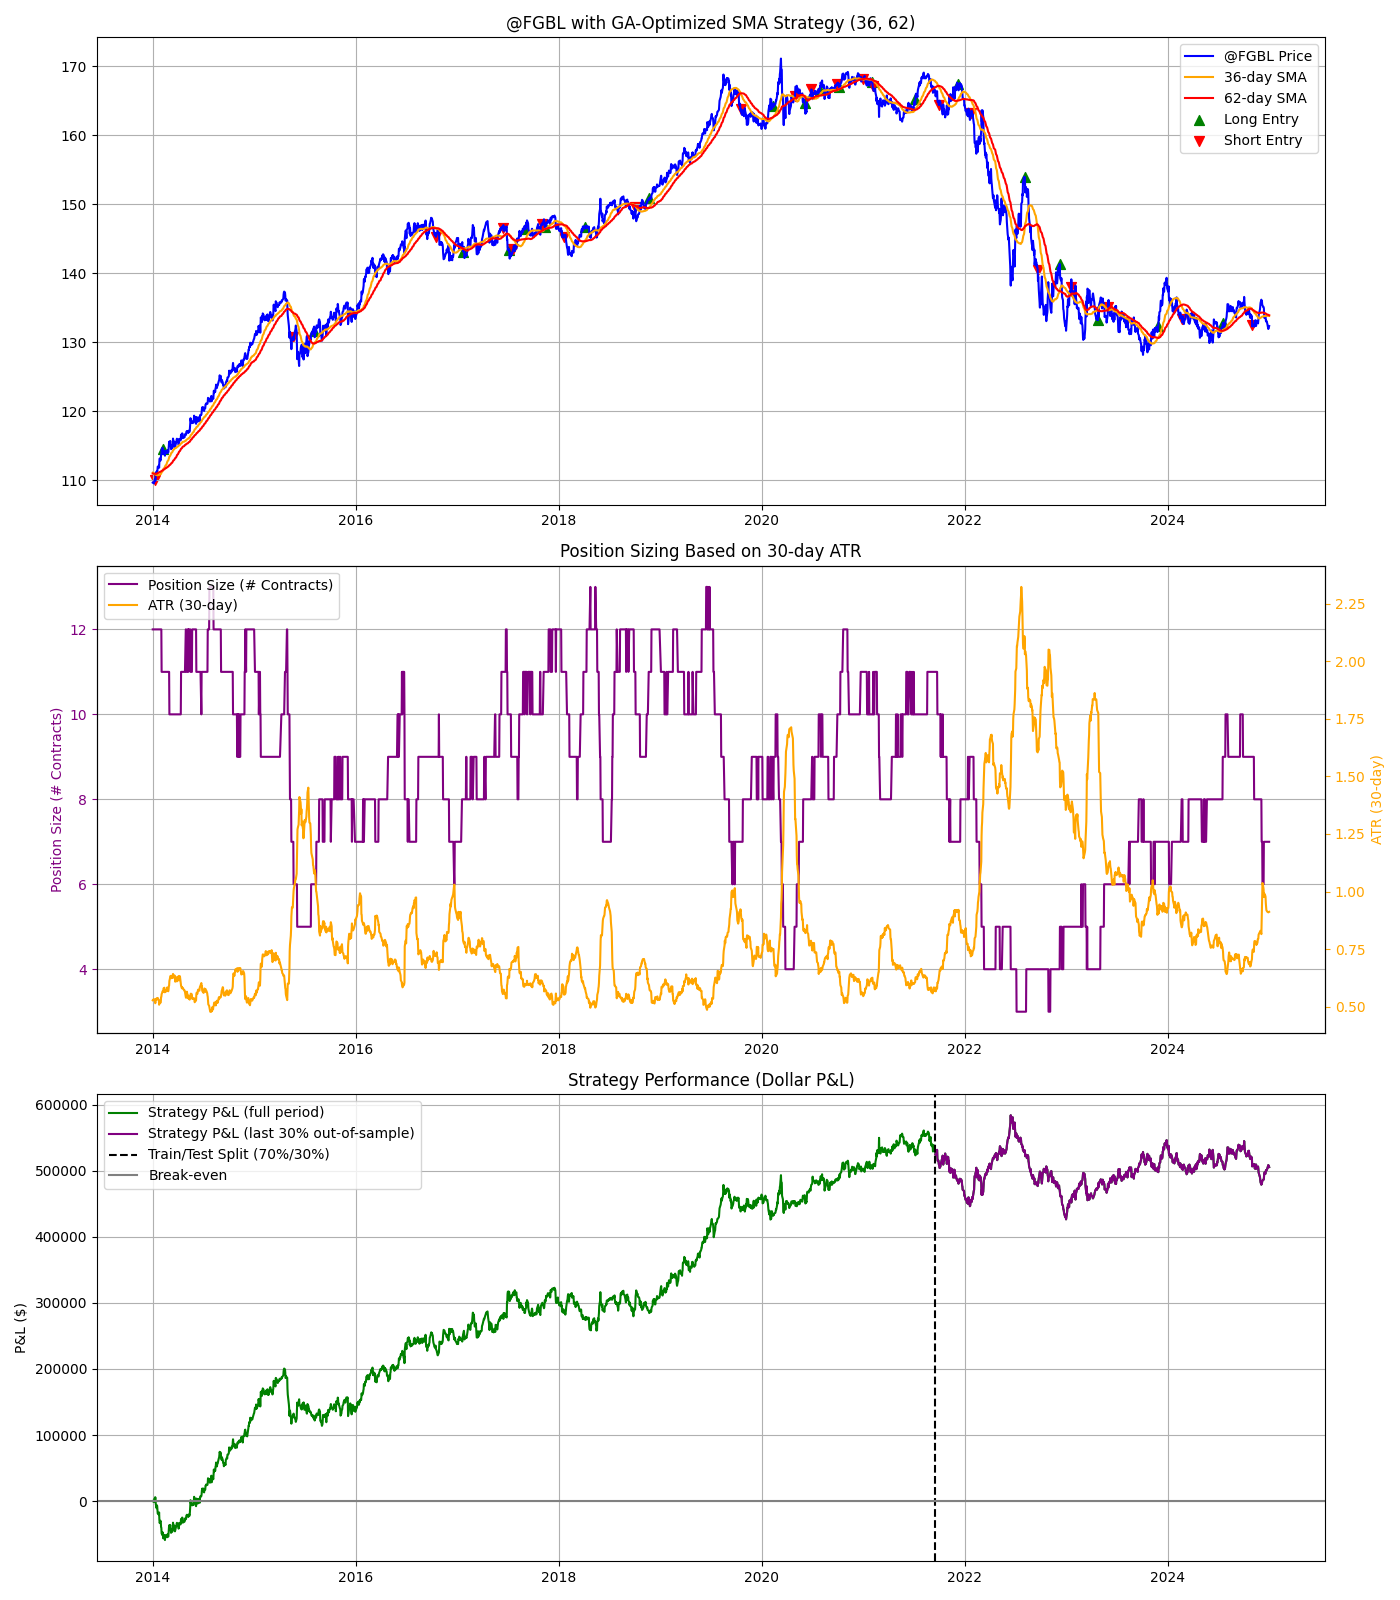 @FGBL with GA-Optimized SMA Strategy (36, 62)
@FGBL Price
36-day SMA
62-day SMA
Long Entry
Short Entry
170
160
150
140
130
120
110
2014 2016 2018 2020 2022 2024
Position Sizing Based on 30-day ATR
Position Size (# Contracts)
ATR (30-day)
Position Size (# Contracts)
12
10
8
6
4
2.25
2.00
1.75
1.50
1.25
1.00
0.75
0.50
ATR (30-day)
2014 2016 2018 2020 2022 2024
Strategy Performance (Dollar P&L)
Strategy P&L (full period)
Strategy P&L (last 30% out-of-sample)
Train/Test Split (70%/30%)
Break-even
P&L ($)
600000
500000
400000
300000
200000
100000
0
2014 2016 2018 2020 2022 2024